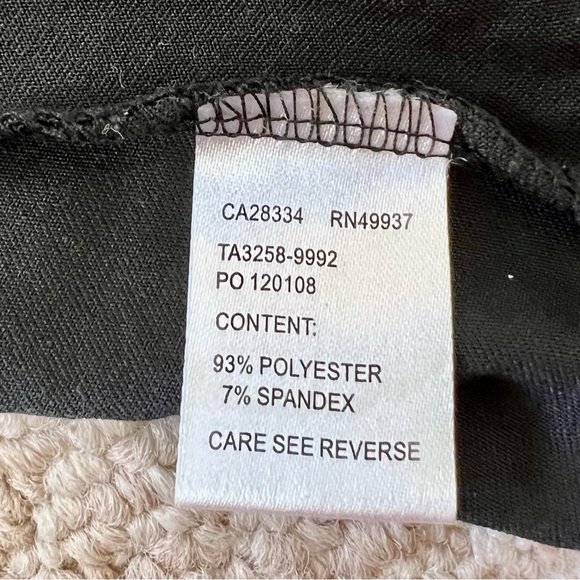 CA28334 RN49937
TA3258-9992
PO 120108
CONTENT:
93% POLYESTER
7% SPANDEX
CARE SEE REVERSE